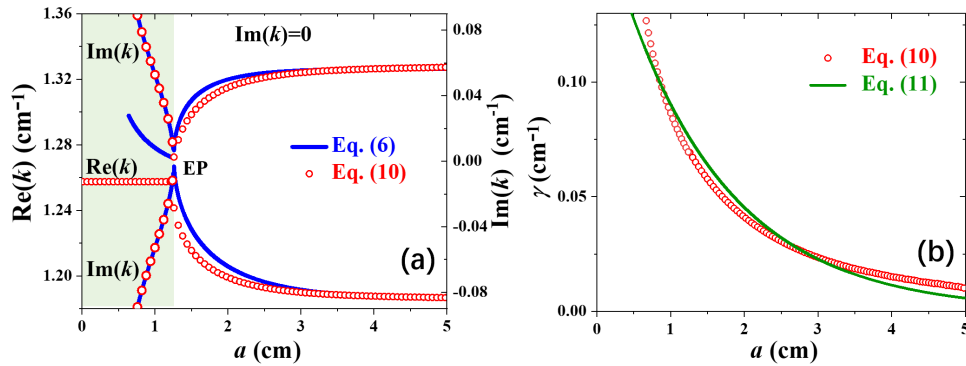 1.36
1.32
1.28
1.24
1.20
Re(k) (cm⁻¹)
Im(k)
Im(k)=0
Re(k)
EP
Im(k)
Eq. (6)
Eq. (10)
(a)
0.08
0.04
0.00
-0.04
-0.08
Im(k) (cm⁻¹)
0 1 2 3 4 5
a (cm)
0.10
0.05
0.00
γ (cm⁻¹)
Eq. (10)
Eq. (11)
(b)
0 1 2 3 4 5
a (cm)